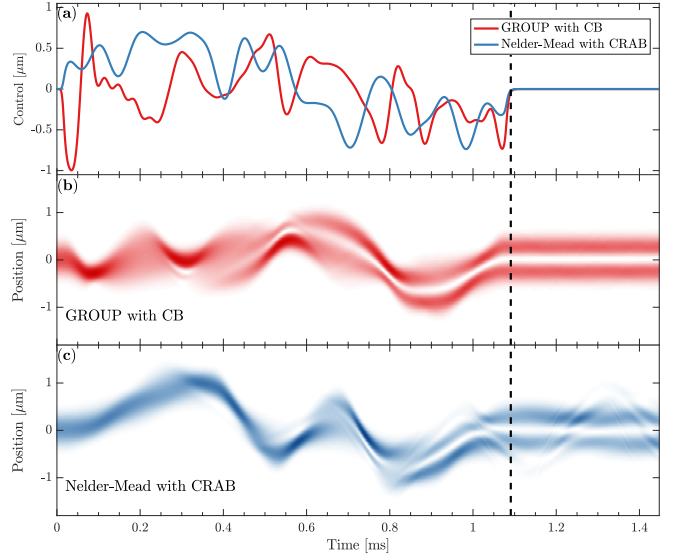 (a)
GROUP with CB
Nelder-Mead with CRAB
Control [μm]
1
0.5
0
-0.5
-1
(b)
Position [μm]
1
0
-1
GROUP with CB
(c)
Position [μm]
1
0
-1
Nelder-Mead with CRAB
0 0.2 0.4 0.6 0.8 1 1.2 1.4
Time [ms]